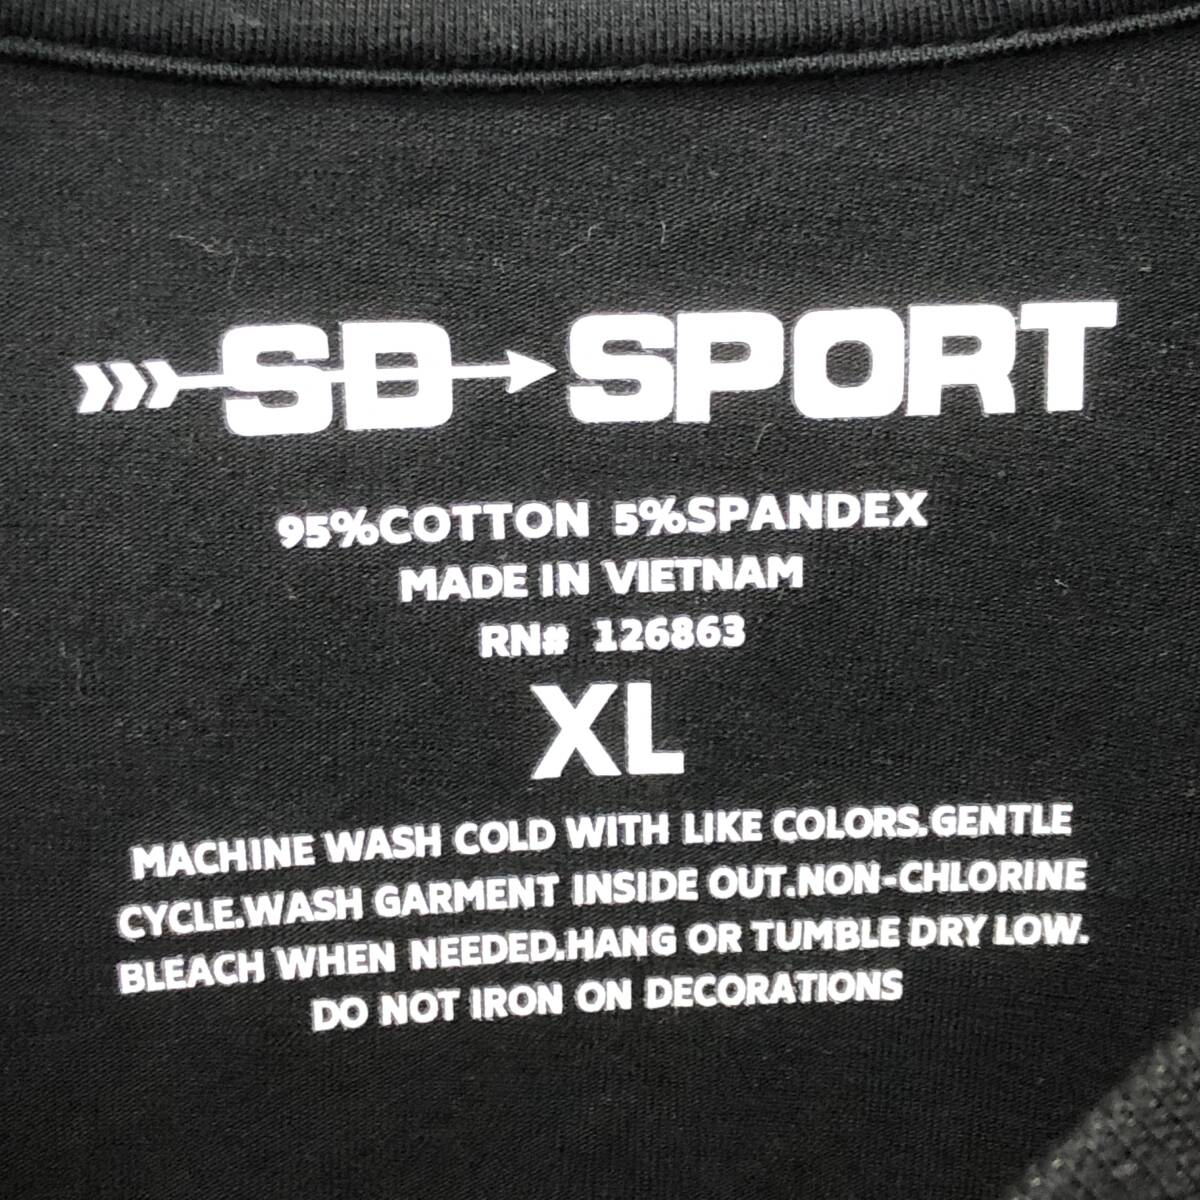 SB SPORT
95%COTTON 5%SPANDEX
MADE IN VIETNAM
RN# 126863
XL
MACHINE WASH COLD WITH LIKE COLORS.GENTLE
CYCLE.WASH GARMENT INSIDE OUT.NON-CHLORINE
BLEACH WHEN NEEDED.HANG OR TUMBLE DRY LOW.
DO NOT IRON ON DECORATIONS